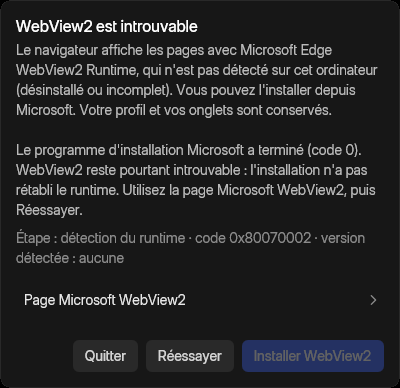 WebView2 est introuvable
Le navigateur affiche les pages avec Microsoft Edge
WebView2 Runtime, qui n'est pas détecté sur cet ordinateur
(désinstallé ou incomplet). Vous pouvez l'installer depuis
Microsoft. Votre profil et vos onglets sont conservés.
Le programme d'installation Microsoft a terminé (code 0).
WebView2 reste pourtant introuvable : l'installation n'a pas
rétabli le runtime. Utilisez la page Microsoft WebView2, puis
Réessayer.
Étape : détection du runtime · code 0x80070002 · version
détectée : aucune
Page Microsoft WebView2
Quitter
Réessayer
Installer WebView2